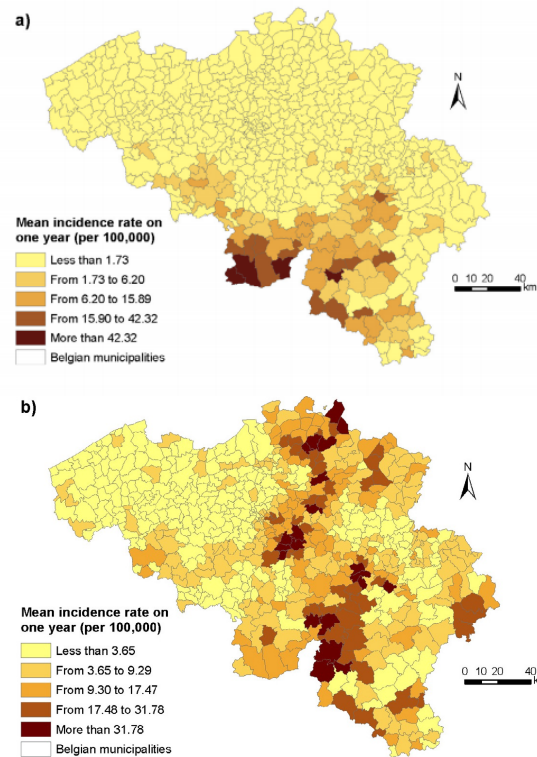 a)
N
Mean incidence rate on
one year (per 100,000)
Less than 1.73
From 1.73 to 6.20
From 6.20 to 15.89
From 15.90 to 42.32
More than 42.32
Belgian municipalities
0 10 20 40
km
b)
N
Mean incidence rate on
one year (per 100,000)
Less than 3.65
From 3.65 to 9.29
From 9.30 to 17.47
From 17.48 to 31.78
More than 31.78
Belgian municipalities
0 10 20 40